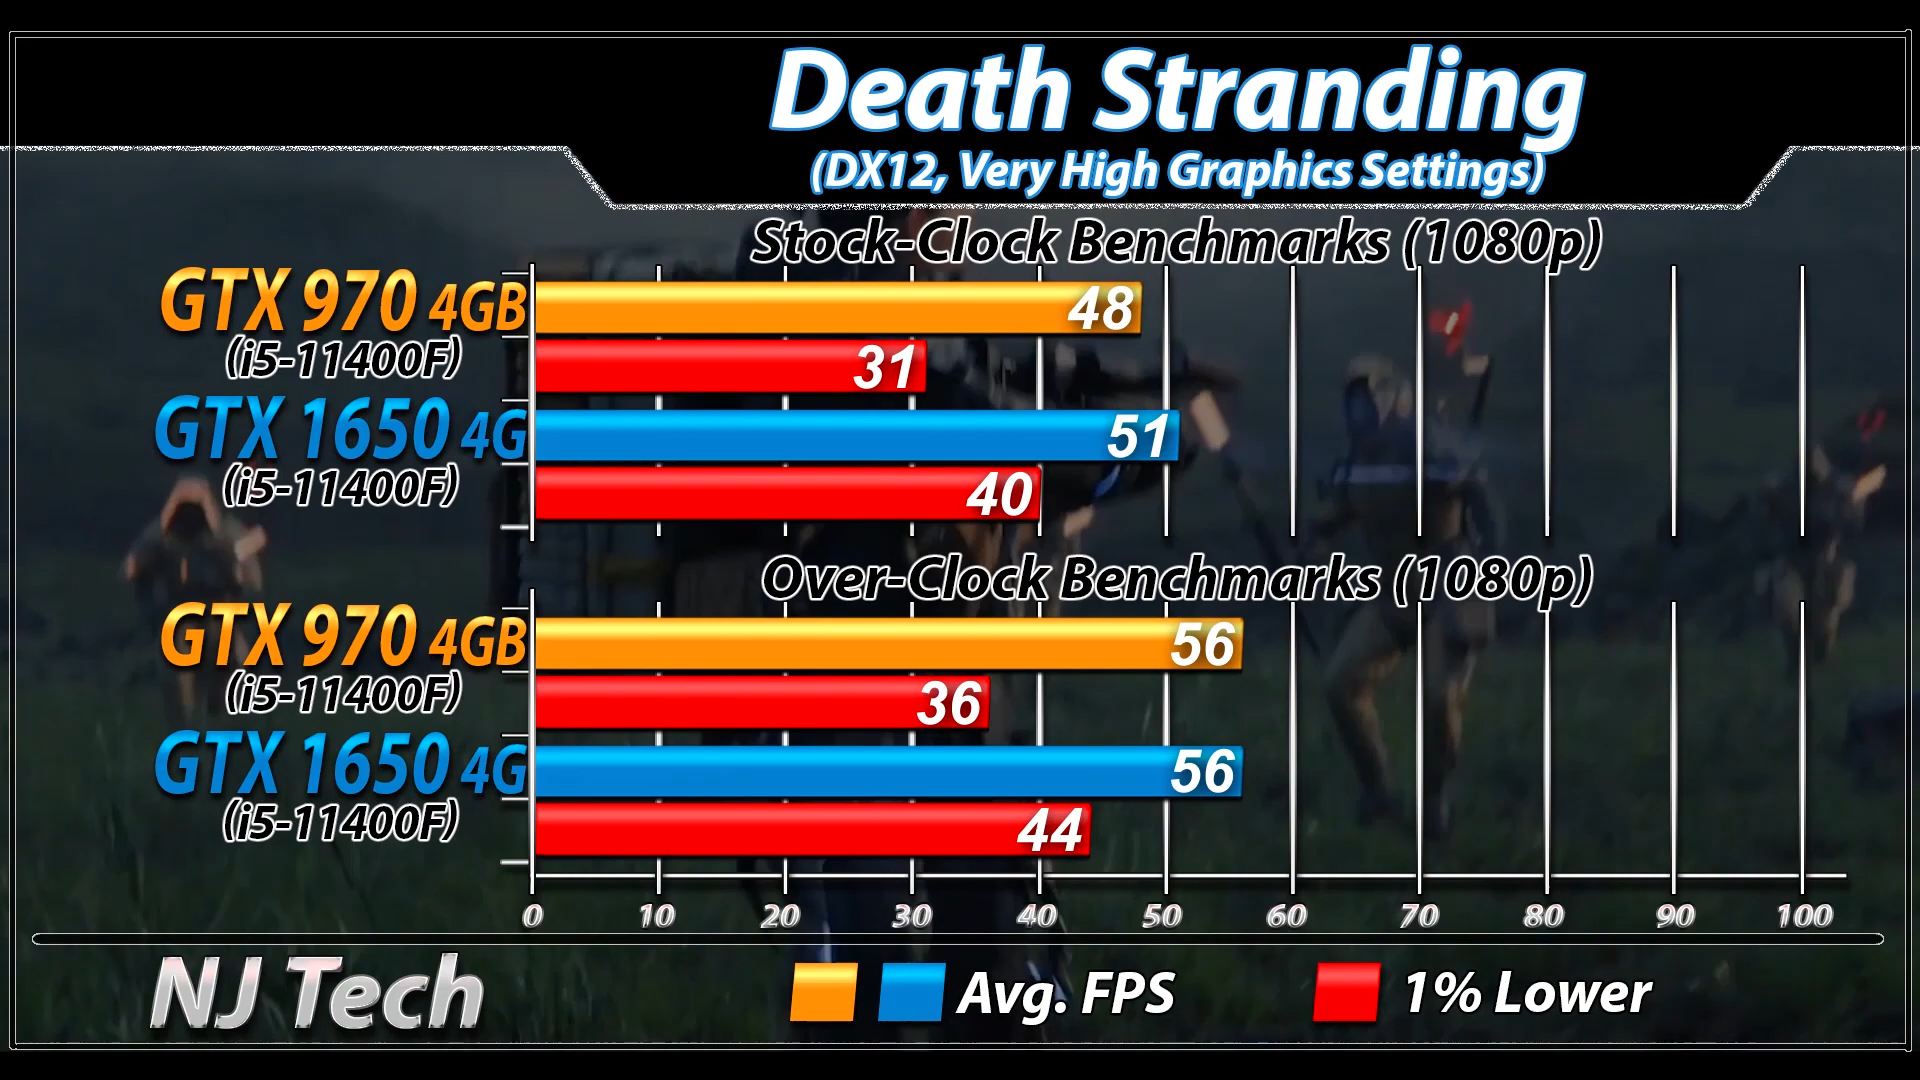 Death Stranding
(DX12, Very High Graphics Settings)
Stock-Clock Benchmarks (1080p)
GTX 970 4GB
48
(i5-11400F)
31
GTX 1650 4G
51
(i5-11400F)
40
Over-Clock Benchmarks (1080p)
GTX 970 4GB
56
(i5-11400F)
36
GTX 1650 4G
56
(i5-11400F)
44
0 10 20 30 40 50 60 70 80 90 100
NJ Tech
Avg. FPS
1% Lower